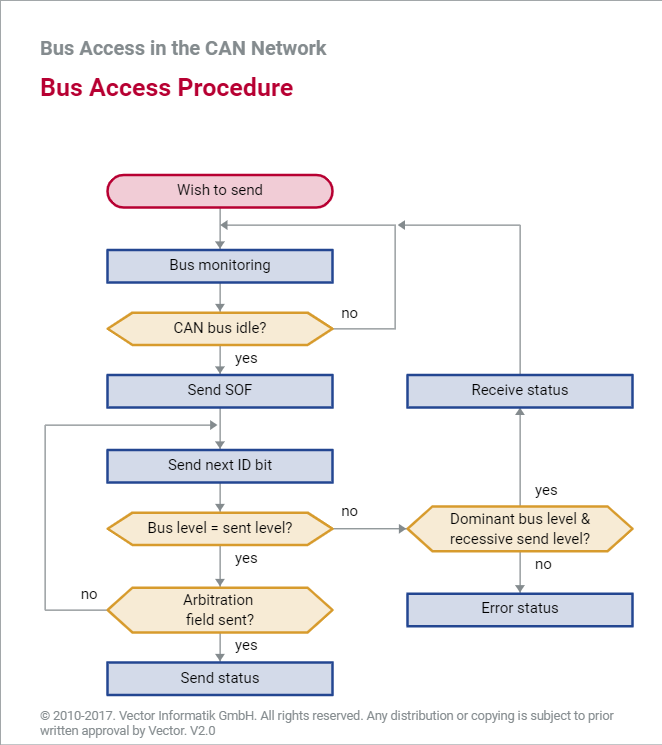 Bus Access in the CAN Network
Bus Access Procedure
Wish to send
Bus monitoring
CAN bus idle?
no
yes
Send SOF
Receive status
Send next ID bit
yes
Bus level = sent level?
no
Dominant bus level &
recessive send level?
yes
no
no
Arbitration
field sent?
Error status
yes
Send status
© 2010-2017. Vector Informatik GmbH. All rights reserved. Any distribution or copying is subject to prior
written approval by Vector. V2.0